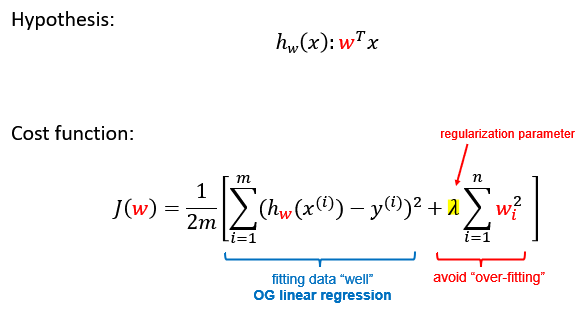 Hypothesis:
h_w(x): w^T x
Cost function:
regularization parameter
J(w) = \frac{1}{2m} \left[ \sum_{i=1}^{m} (h_w(x^{(i)}) − y^{(i)})^2 + λ \sum_{i=1}^{n} w_i^2 \right]
fitting data “well”
OG linear regression
avoid “over-fitting”